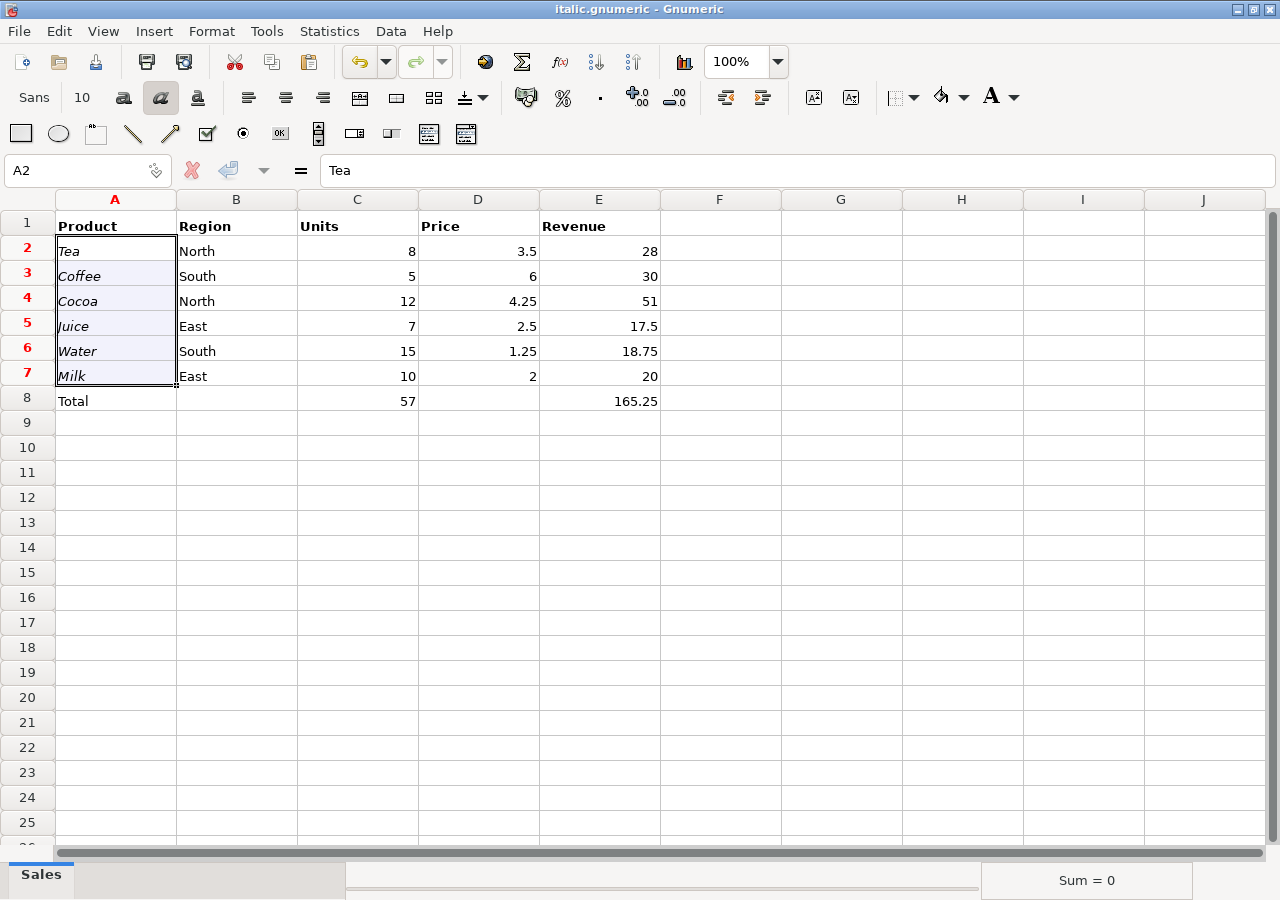 italic.gnumeric - Gnumeric
File Edit View Insert Format Tools Statistics Data Help
100%
Sans 10
A2 Tea
A B C D E F G H I J
1 Product Region Units Price Revenue
2 Tea North 8 3.5 28
3 Coffee South 5 6 30
4 Cocoa North 12 4.25 51
5 Juice East 7 2.5 17.5
6 Water South 15 1.25 18.75
7 Milk East 10 2 20
8 Total 57 165.25
9
10
11
12
13
14
15
16
17
18
19
20
21
22
23
24
25
Sales Sum = 0